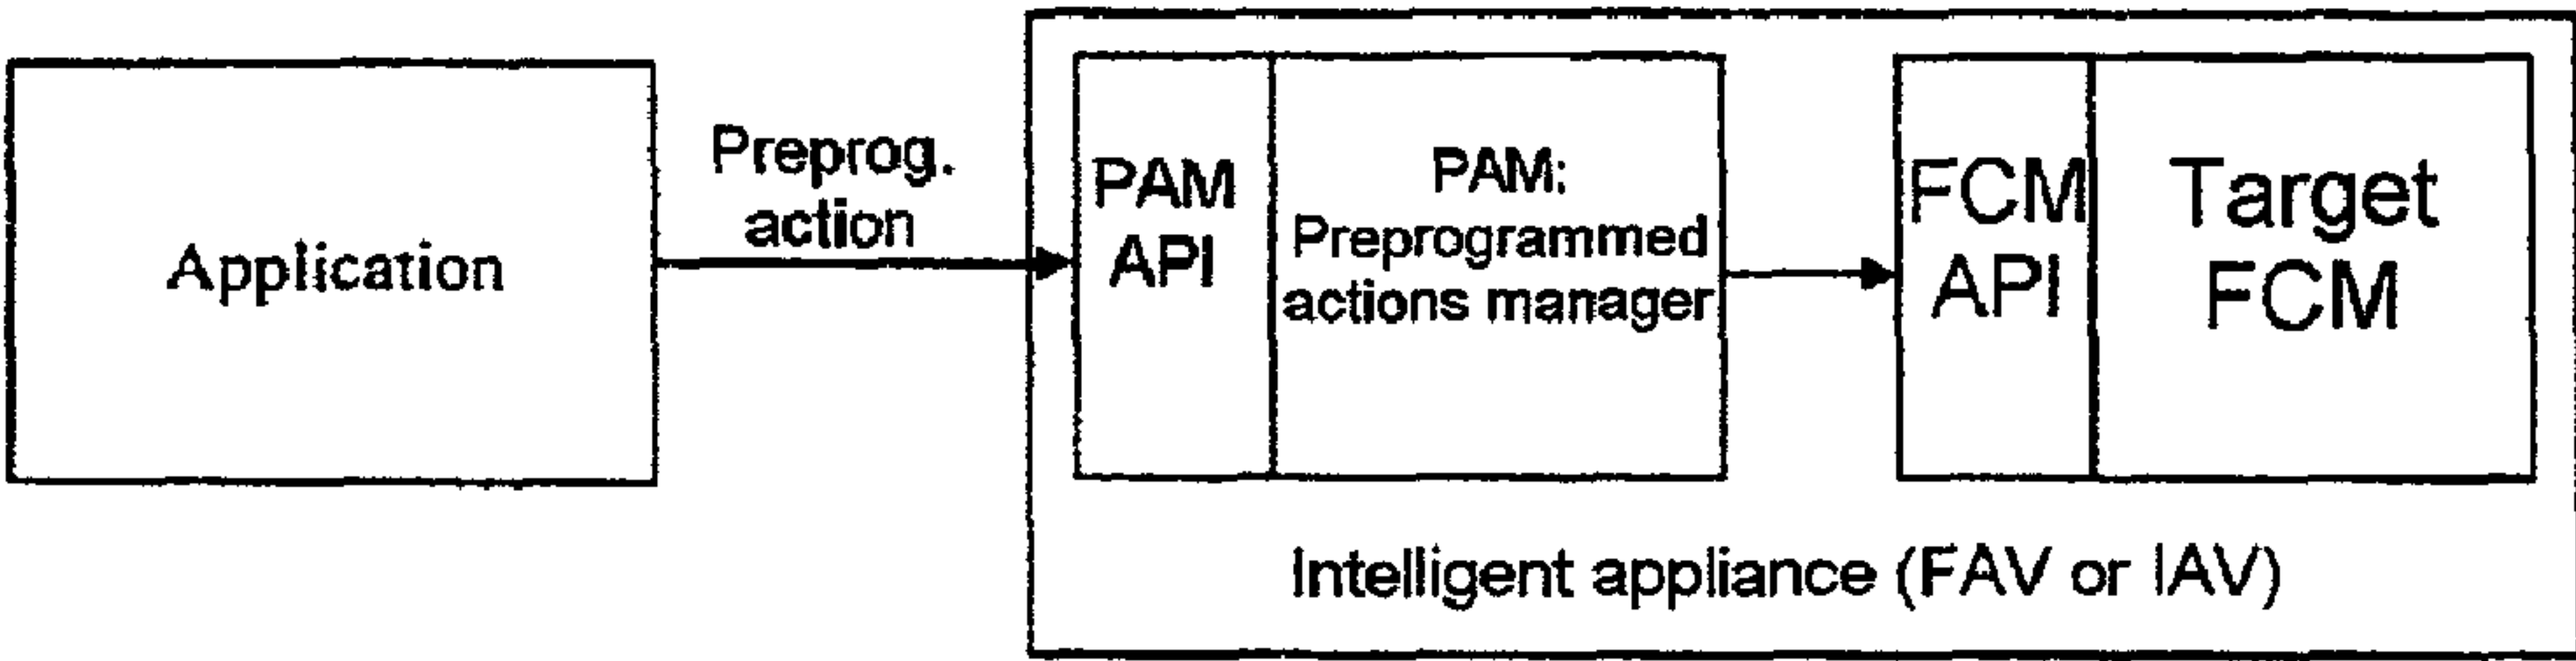 Application
Preprog.
action
PAM
API
PAM:
Preprogrammed
actions manager
FCM
API
Target
FCM
Intelligent appliance (FAV or IAV)